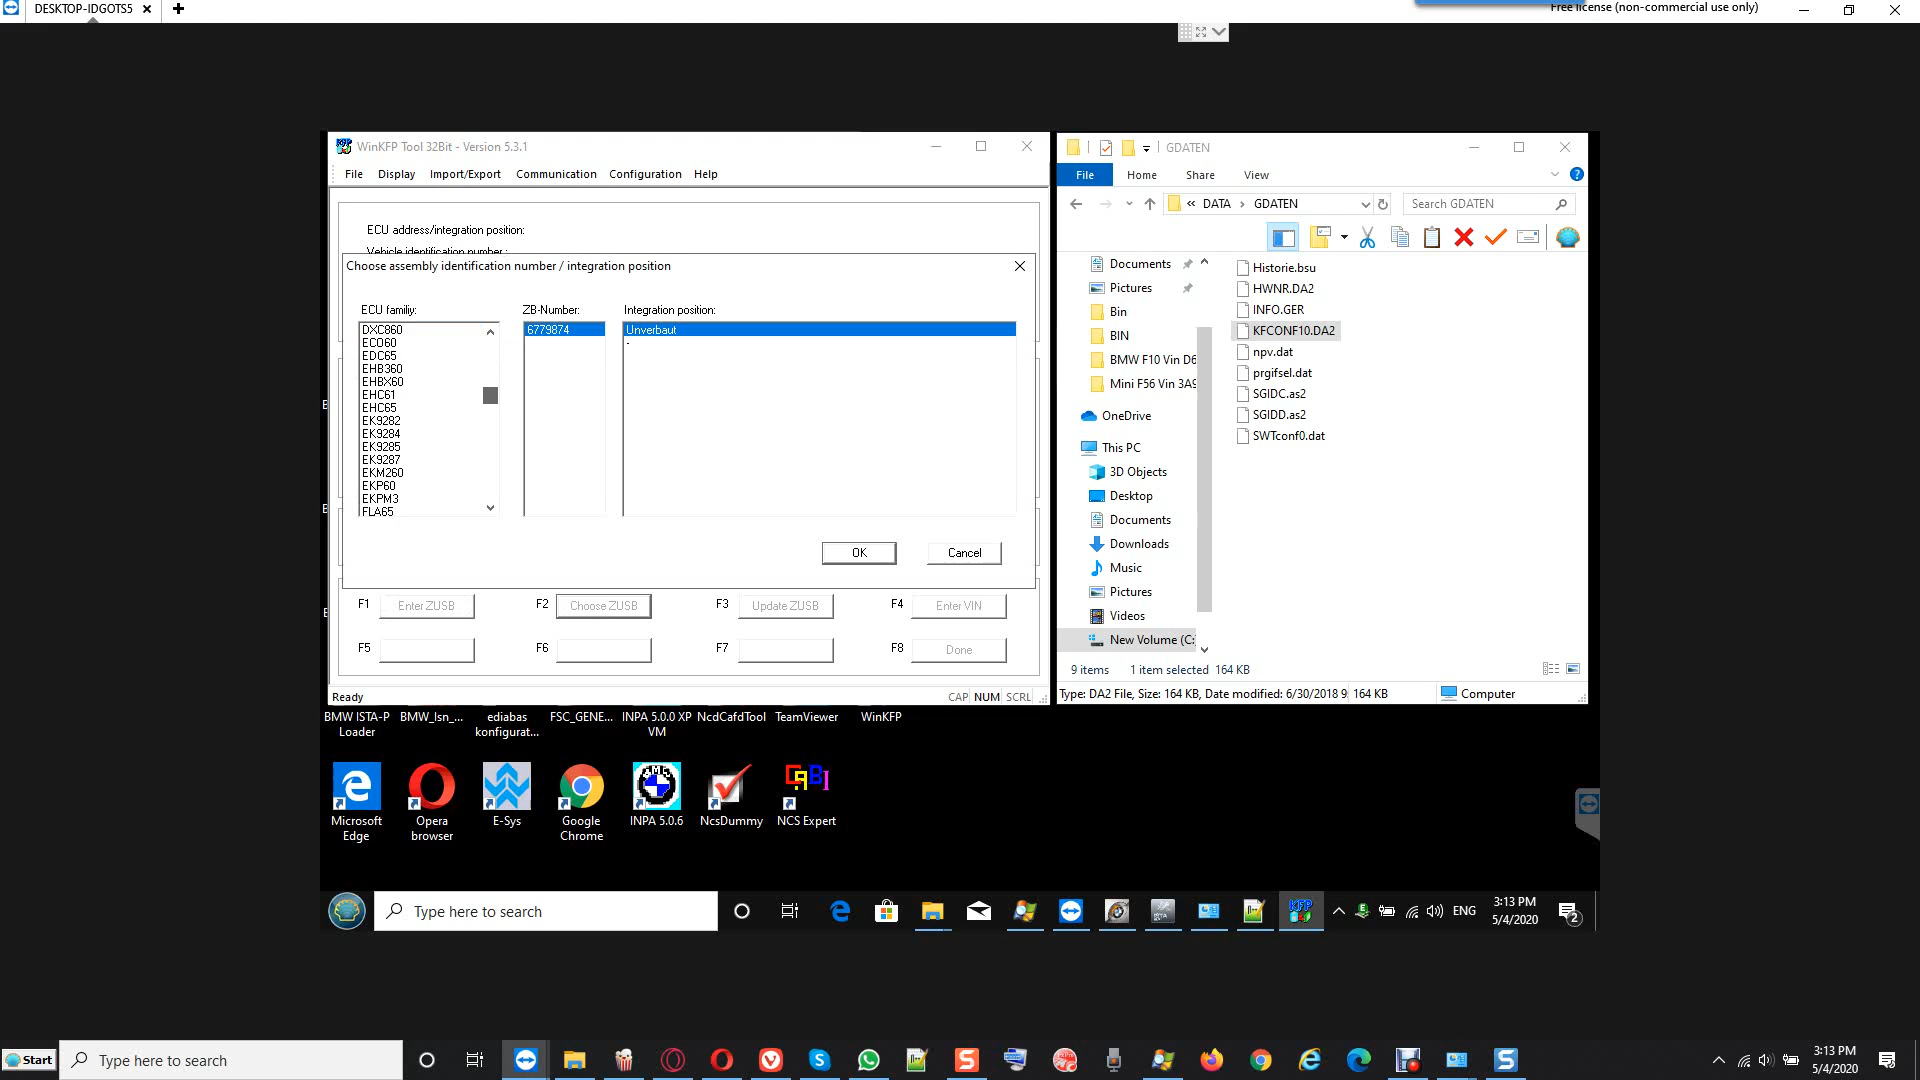 DESKTOP-IDGOTS5
Free license (non-commercial use only)
WinKFP Tool 32Bit - Version 5.3.1
File Display Import/Export Communication Configuration Help
ECU address/integration position:
Vehicle identification number :
Choose assembly identification number / integration position
ECU familiy:
ZB-Number:
Integration position:
DXC860
ECO60
EDC65
EHB360
EHBX60
EHC61
EHC65
EK9282
EK9284
EK9285
EK9287
EKM260
EKP60
EKPM3
FLA65
6779874
Unverbaut
-
OK
Cancel
F1 Enter ZUSB
F2 Choose ZUSB
F3 Update ZUSB
F4 Enter VIN
F5
F6
F7
F8 Done
Ready
CAP NUM SCRL
GDATEN
File Home Share View
« DATA › GDATEN
Search GDATEN
Documents
Pictures
Bin
BIN
BMW F10 Vin D6
Mini F56 Vin 3A9
OneDrive
This PC
3D Objects
Desktop
Documents
Downloads
Music
Pictures
Videos
New Volume (C:
Historie.bsu
HWNR.DA2
INFO.GER
KFCONF10.DA2
npv.dat
prgifsel.dat
SGIDC.as2
SGIDD.as2
SWTconf0.dat
9 items 1 item selected 164 KB
Type: DA2 File, Size: 164 KB, Date modified: 6/30/2018 9 164 KB Computer
BMW ISTA-P
Loader
BMW_lsn_...
ediabas
konfigurat...
FSC_GENE...
INPA 5.0.0 XP
VM
NcdCafdTool
TeamViewer
WinKFP
Microsoft
Edge
Opera
browser
E-Sys
Google
Chrome
INPA 5.0.6
NcsDummy
NCS Expert
Type here to search
ENG
3:13 PM
5/4/2020
2
Start
Type here to search
3:13 PM
5/4/2020